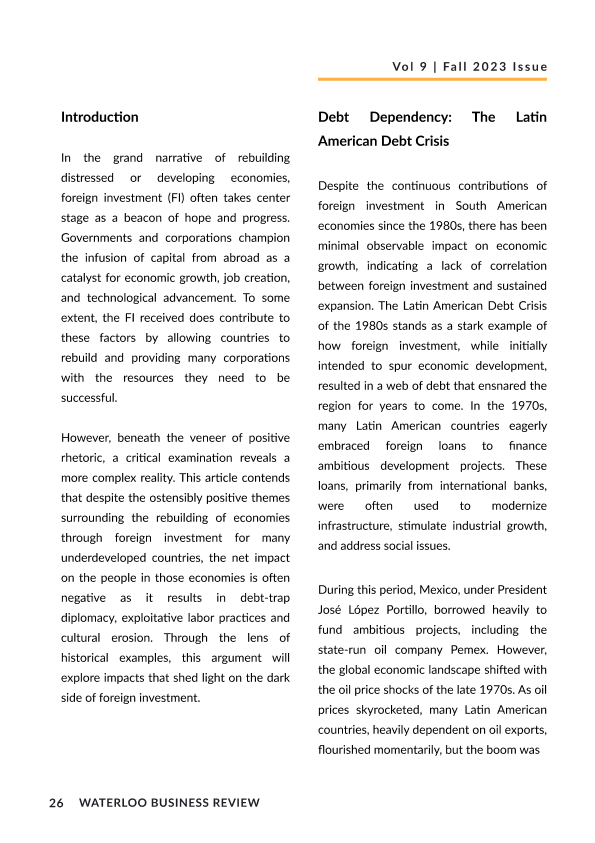 Vol 9 | Fall 2023 Issue
Introduction
In the grand narrative of rebuilding
distressed or developing economies,
foreign investment (FI) often takes center
stage as a beacon of hope and progress.
Governments and corporations champion
the infusion of capital from abroad as a
catalyst for economic growth, job creation,
and technological advancement. To some
extent, the FI received does contribute to
these factors by allowing countries to
rebuild and providing many corporations
with the resources they need to be
successful.
However, beneath the veneer of positive
rhetoric, a critical examination reveals a
more complex reality. This article contends
that despite the ostensibly positive themes
surrounding the rebuilding of economies
through foreign investment for many
underdeveloped countries, the net impact
on the people in those economies is often
negative as it results in debt-trap
diplomacy, exploitative labor practices and
cultural erosion. Through the lens of
historical examples, this argument will
explore impacts that shed light on the dark
side of foreign investment.
Debt Dependency: The Latin
American Debt Crisis
Despite the continuous contributions of
foreign investment in South American
economies since the 1980s, there has been
minimal observable impact on economic
growth, indicating a lack of correlation
between foreign investment and sustained
expansion. The Latin American Debt Crisis
of the 1980s stands as a stark example of
how foreign investment, while initially
intended to spur economic development,
resulted in a web of debt that ensnared the
region for years to come. In the 1970s,
many Latin American countries eagerly
embraced foreign loans to finance
ambitious development projects. These
loans, primarily from international banks,
were often used to modernize
infrastructure, stimulate industrial growth,
and address social issues.
During this period, Mexico, under President
José López Portillo, borrowed heavily to
fund ambitious projects, including the
state-run oil company Pemex. However,
the global economic landscape shifted with
the oil price shocks of the late 1970s. As oil
prices skyrocketed, many Latin American
countries, heavily dependent on oil exports,
flourished momentarily, but the boom was
26 WATERLOO BUSINESS REVIEW